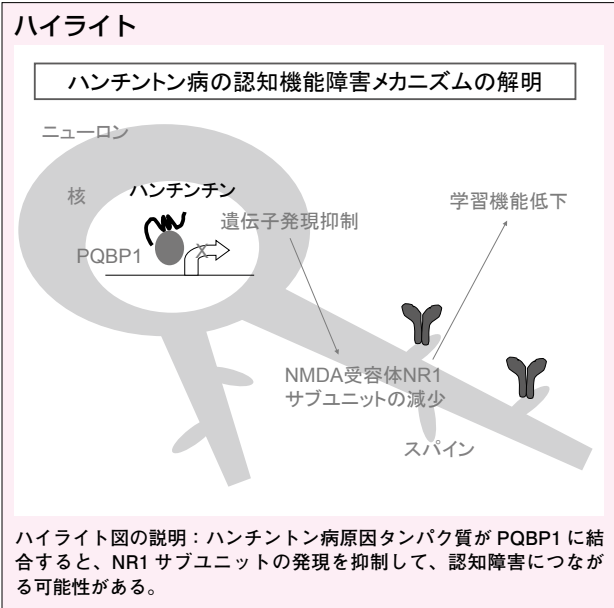 ハイライト
ハンチントン病の認知機能障害メカニズムの解明
ニューロン
核
ハンチンチン
PQBP1
遺伝子発現抑制
学習機能低下
NMDA受容体NR1
サブユニットの減少
スパイン
ハイライト図の説明：ハンチントン病原因タンパク質が PQBP1 に結
合すると、NR1 サブユニットの発現を抑制して、認知障害につなが
る可能性がある。